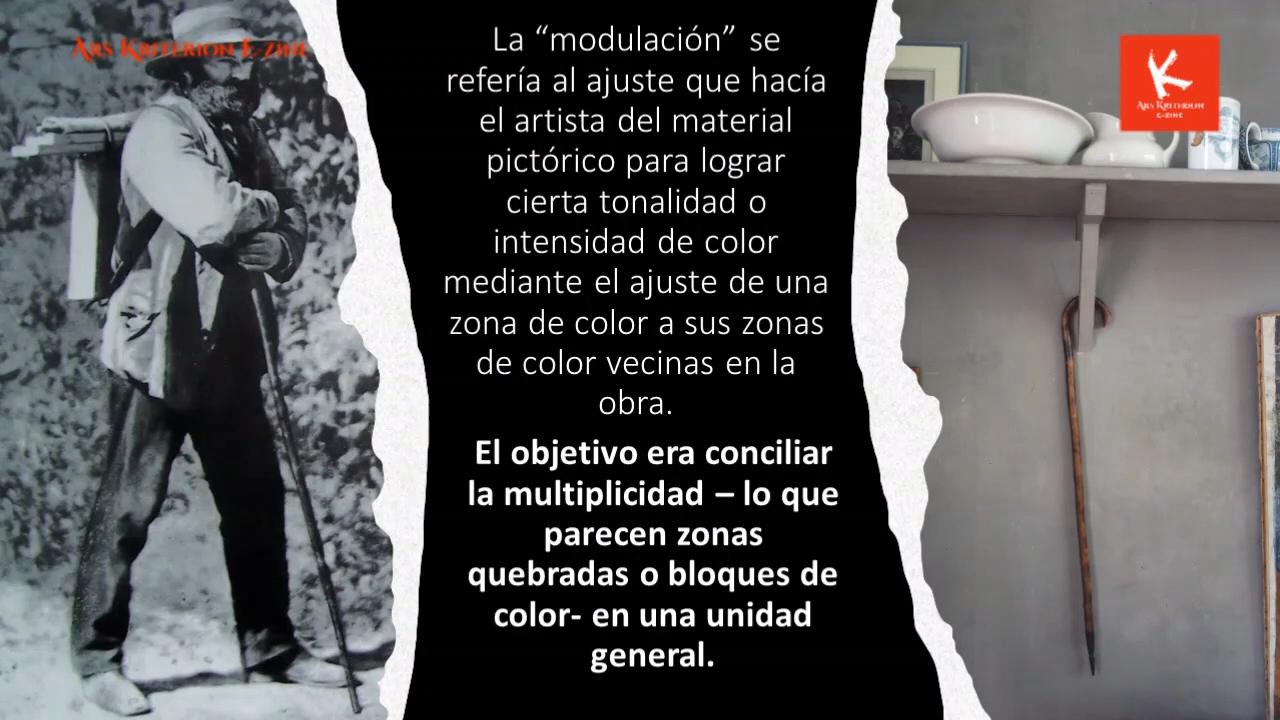 Ars Kriterion E-zine
La “modulación” se
refería al ajuste que hacía
el artista del material
pictórico para lograr
cierta tonalidad o
intensidad de color
mediante el ajuste de una
zona de color a sus zonas
de color vecinas en la
obra.
El objetivo era conciliar
la multiplicidad – lo que
parecen zonas
quebradas o bloques de
color- en una unidad
general.
K
Ars Kriterion
E-zine